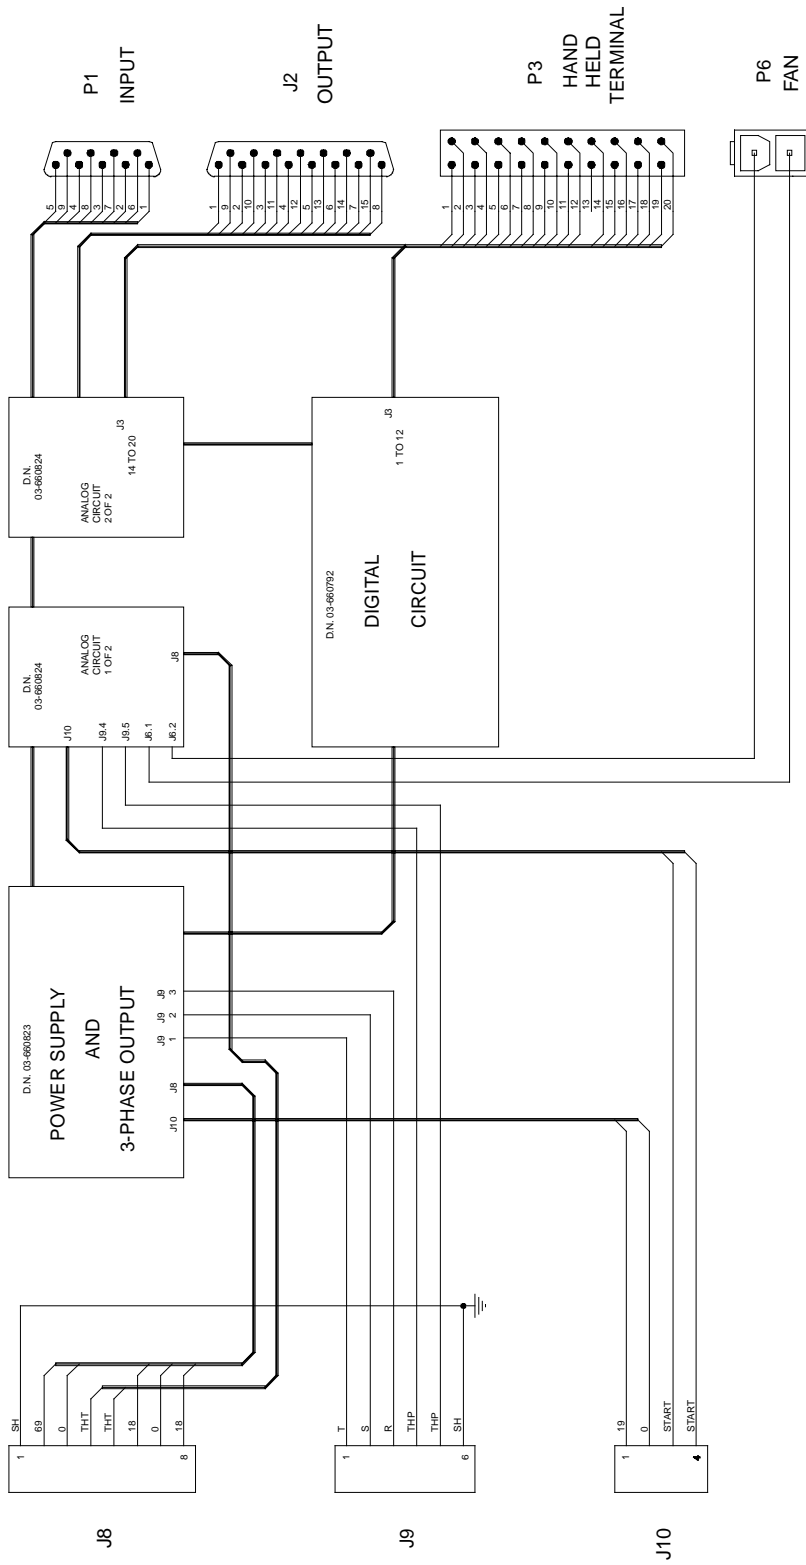 P1
INPUT
J2
OUTPUT
P3
HAND
HELD
TERMINAL
P6
FAN
5
9
4
8
3
7
2
6
1
1
9
2
10
3
11
4
12
5
13
6
14
7
15
8
1
2
3
4
5
6
7
8
9
10
11
12
13
14
15
16
17
18
19
20
D.N.
03-660824
ANALOG
CIRCUIT
2 OF 2
J3
14 TO 20
D.N.
03-660824
ANALOG
CIRCUIT
1 OF 2
J8
J10
J9.4
J9.5
J6.1
J6.2
D.N. 03-660792
DIGITAL
CIRCUIT
J3
1 TO 12
D.N. 03-660823
POWER SUPPLY
AND
3-PHASE OUTPUT
J9 3
J9 2
J9 1
J8
J10
SH
69
0
THT
THT
18
0
18
1
8
J8
T
S
R
THP
THP
SH
1
6
J9
19
0
START
START
1
4
J10